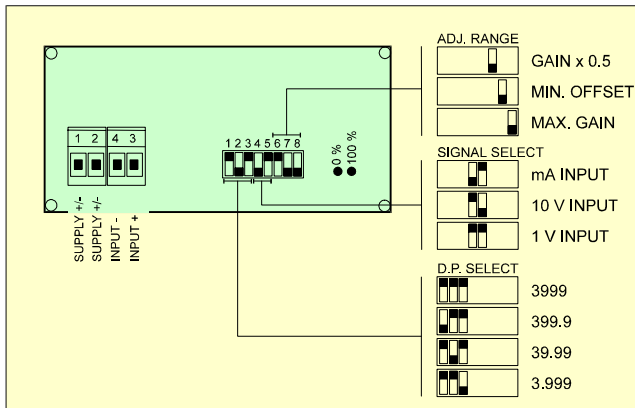 ADJ. RANGE
GAIN x 0.5
MIN. OFFSET
MAX. GAIN
1 2 4 3
SUPPLY +/-
SUPPLY +/-
INPUT -
INPUT +
1 2 3 4 5 6 7 8
0 %
100 %
SIGNAL SELECT
mA INPUT
10 V INPUT
1 V INPUT
D.P. SELECT
3999
399.9
39.99
3.999